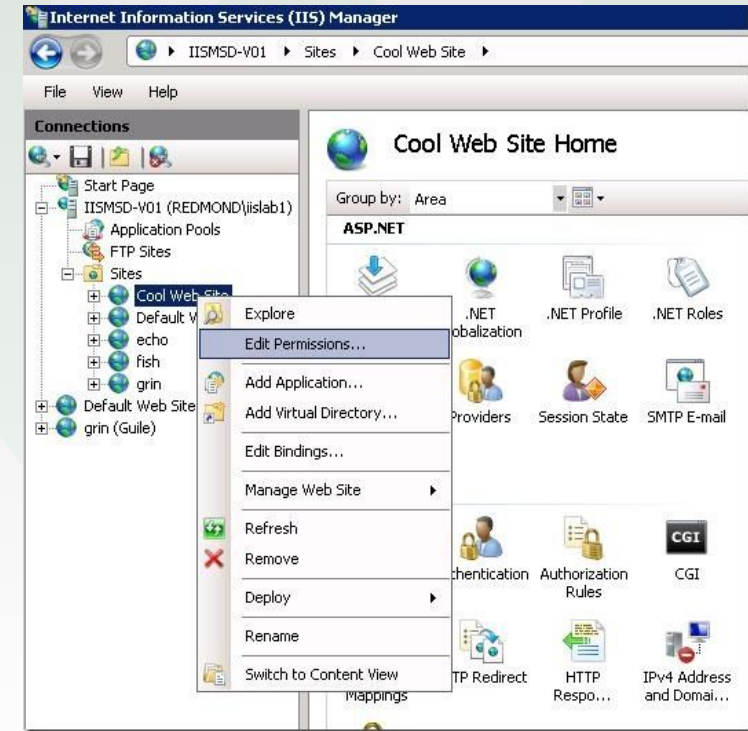 Internet Information Services (IIS) Manager
IISMSD-V01 Sites Cool Web Site
File View Help
Connections
Start Page
IISMSD-V01 (REDMOND\iislab1)
Application Pools
FTP Sites
Sites
Cool Web Site
Default W
echo
fish
grin
Default Web Site
grin (Guile)
Explore
Edit Permissions...
Add Application...
Add Virtual Directory...
Edit Bindings...
Manage Web Site
Refresh
Remove
Deploy
Rename
Switch to Content View
Cool Web Site Home
Group by: Area
ASP.NET
.NET
obalization
.NET Profile
.NET Roles
Providers
Session State
SMTP E-mail
thentication
Authorization
Rules
CGI
CGI
Mappings
TP Redirect
HTTP
Respo...
IPv4 Address
and Domai...